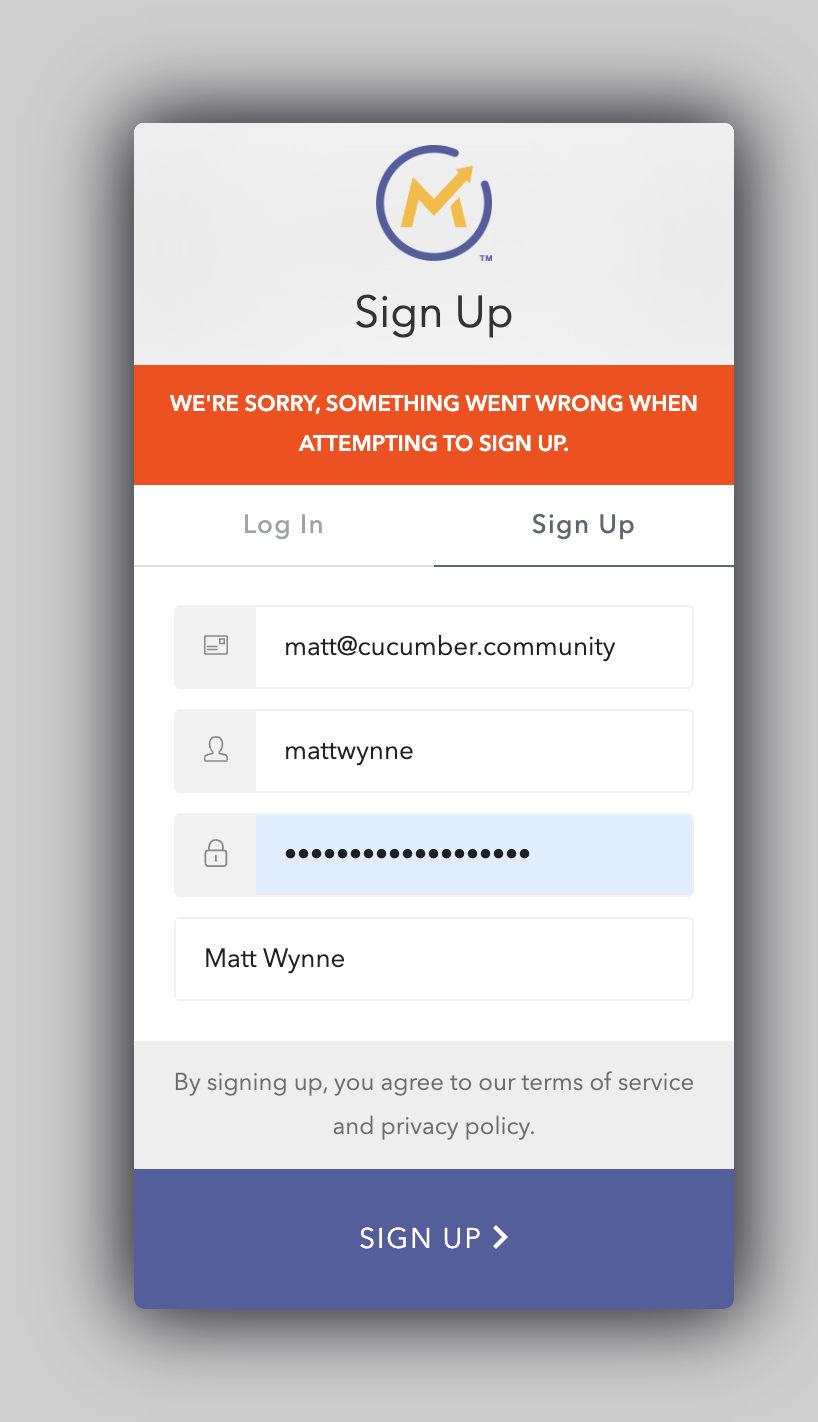 TM
Sign Up
WE'RE SORRY, SOMETHING WENT WRONG WHEN
ATTEMPTING TO SIGN UP.
Log In
Sign Up
matt@cucumber.community
mattwynne
•••••••••••••••••••
Matt Wynne
By signing up, you agree to our terms of service
and privacy policy.
SIGN UP